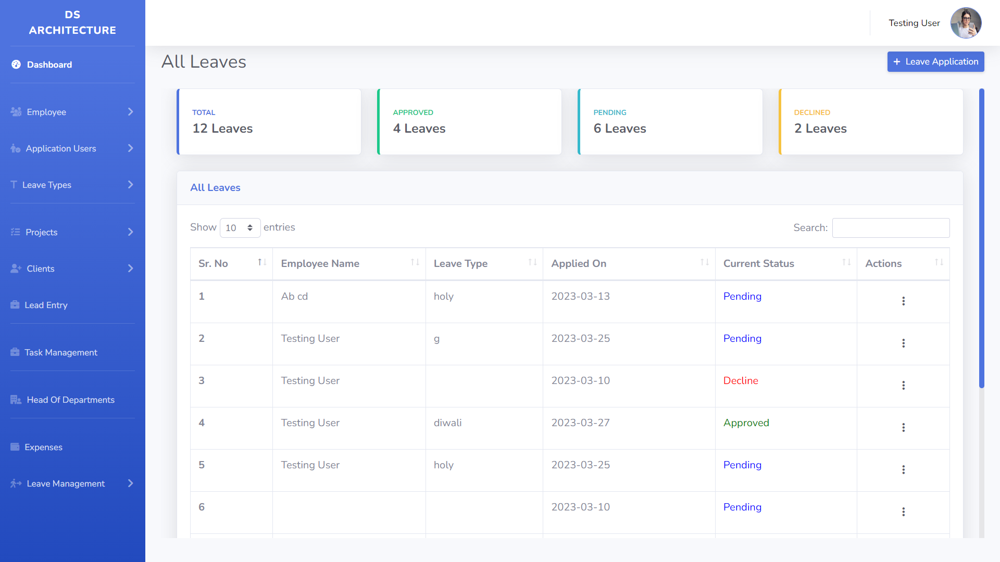 DS
ARCHITECTURE
Testing User
Dashboard
Employee
Application Users
Leave Types
Projects
Clients
Lead Entry
Task Management
Head Of Departments
Expenses
Leave Management
All Leaves
+ Leave Application
TOTAL
12 Leaves
APPROVED
4 Leaves
PENDING
6 Leaves
DECLINED
2 Leaves
All Leaves
Show 10 entries
Search:
Sr. No Employee Name Leave Type Applied On Current Status Actions
1 Ab cd holy 2023-03-13 Pending
2 Testing User g 2023-03-25 Pending
3 Testing User 2023-03-10 Decline
4 Testing User diwali 2023-03-27 Approved
5 Testing User holy 2023-03-25 Pending
6 2023-03-10 Pending